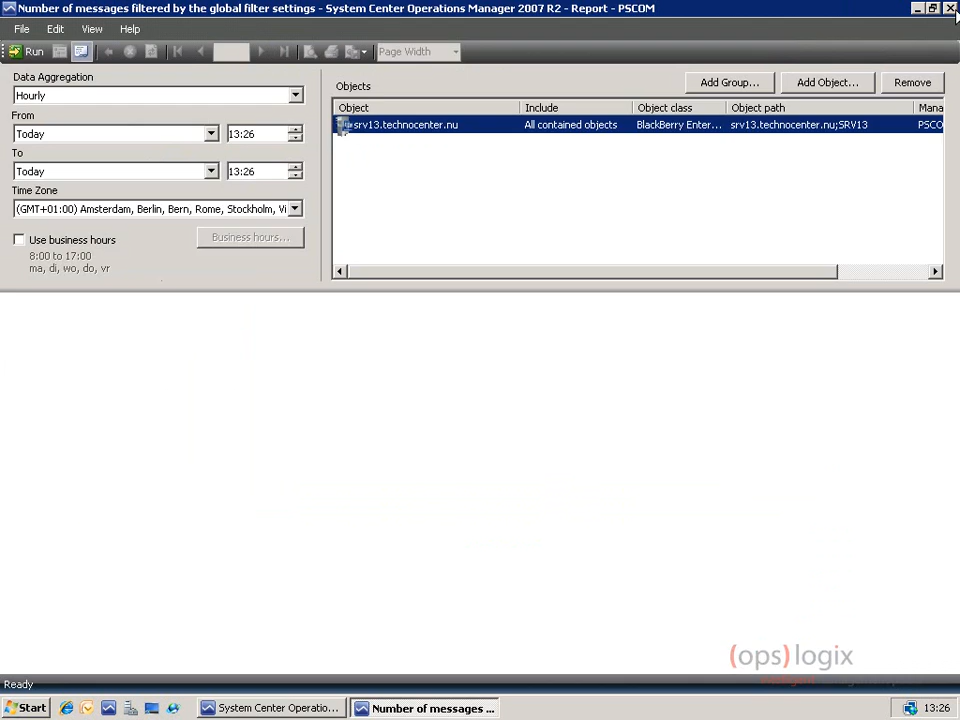 Number of messages filtered by the global filter settings - System Center Operations Manager 2007 R2 - Report - PSCOM
File Edit View Help
Run Page Width
Data Aggregation
Hourly
From
Today 13:26
To
Today 13:26
Time Zone
(GMT+01:00) Amsterdam, Berlin, Bern, Rome, Stockholm, Vi
Use business hours Business hours...
8:00 to 17:00
ma, di, wo, do, vr
Objects Add Group... Add Object... Remove
Object Include Object class Object path Mana
srv13.technocenter.nu All contained objects BlackBerry Enter... srv13.technocenter.nu;SRV13 PSCO
(ops)logix
Ready
Start System Center Operatio... Number of messages ... 13:26